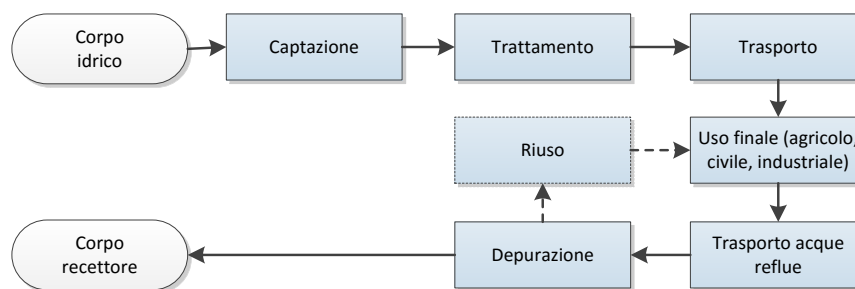 Corpo
idrico
Captazione
Trattamento
Trasporto
Riuso
Uso finale (agricolo,
civile, industriale)
Corpo
recettore
Depurazione
Trasporto acque
reflue